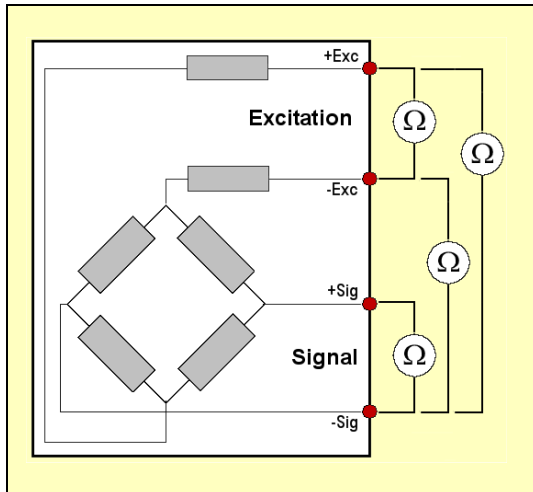 +Exc
Excitation
Ω
Ω
-Exc
Ω
+Sig
Signal
Ω
-Sig